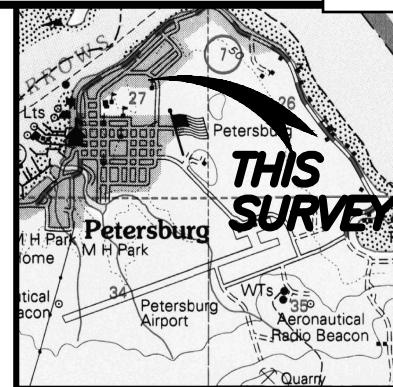 RROWS
7
27
26
Lts
Petersburg
THIS
SURVEY
Petersburg
M H Park
M H Park
ome
34
Petersburg
Airport
WTs
35
utical
acon
Aeronautical
Radio Beacon
Quarry